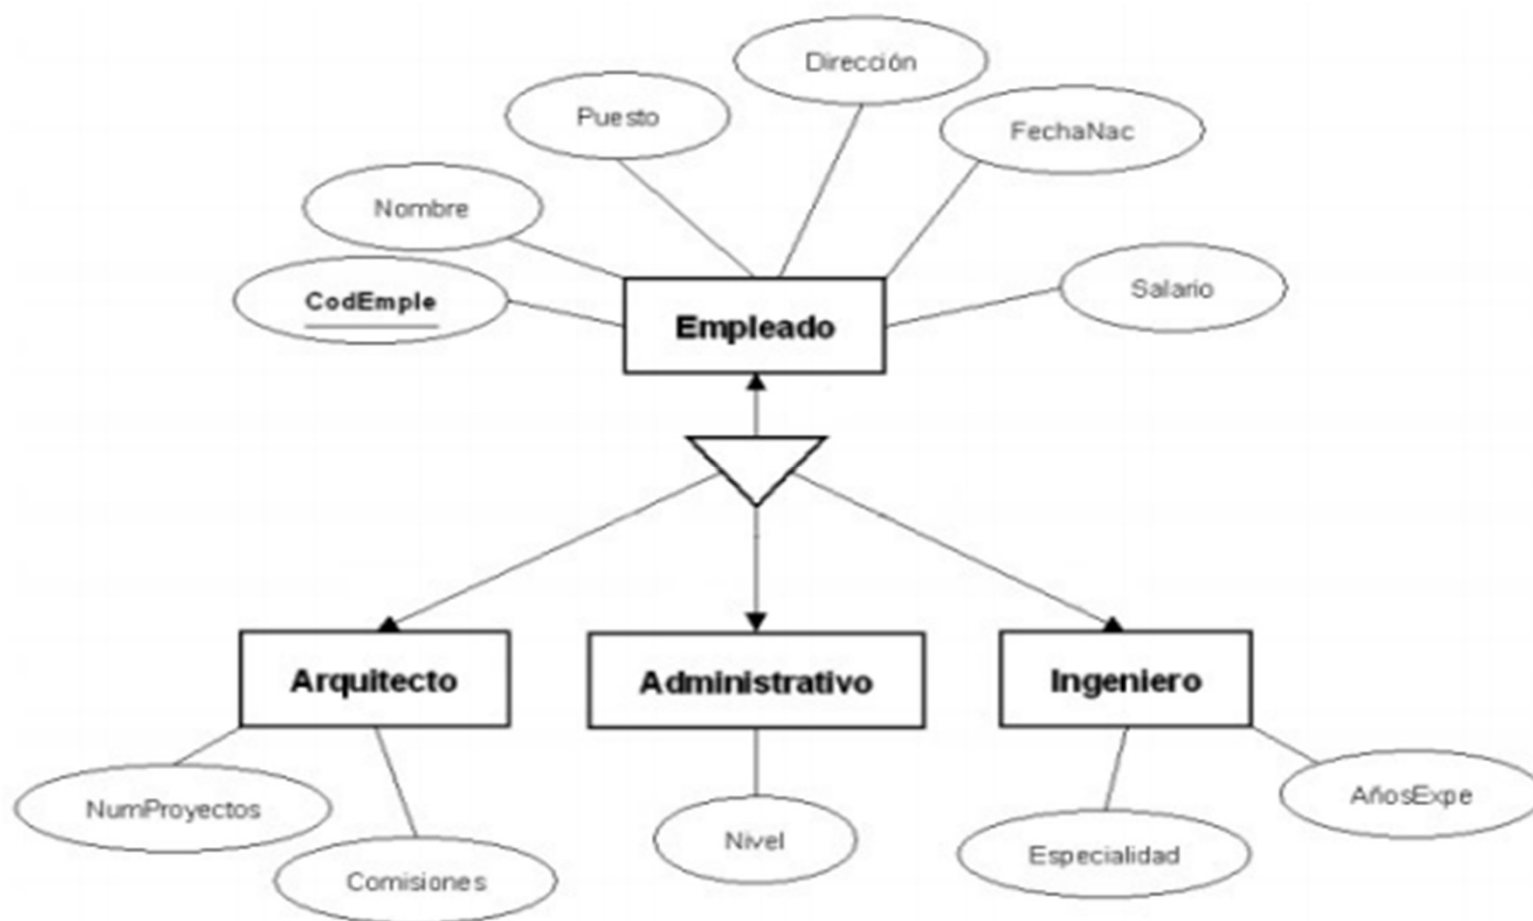 Dirección
Puesto
FechaNac
Nombre
CodEmple
Salario
Empleado
Arquitecto
Administrativo
Ingeniero
NumProyectos
AñosExpe
Nivel
Especialidad
Comisiones